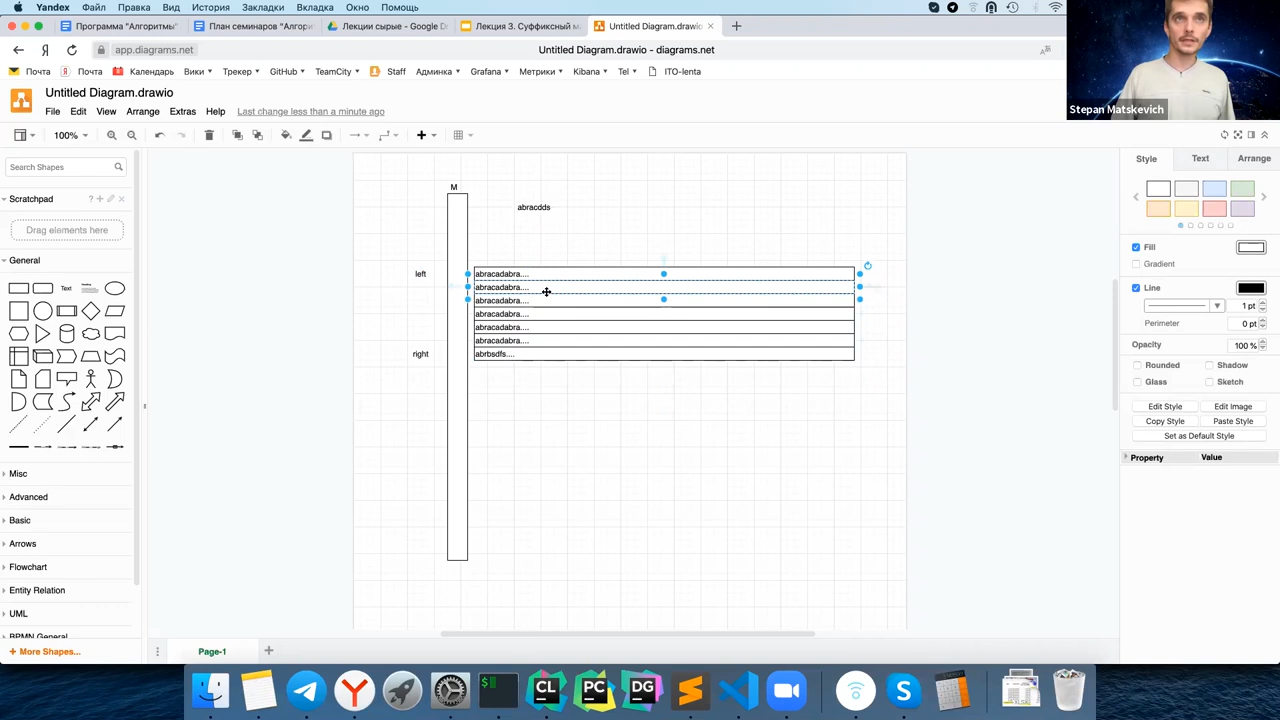 Yandex Файл Правка Вид История Закладки Вкладка Окно Помощь
Программа "Алгоритмы"
План семинаров "Алгорі
Лекции сырые - Google D
Лекция 3. Суффиксный м
Untitled Diagram.drawio
app.diagrams.net
Untitled Diagram.drawio - diagrams.net
Почта Почта Календарь Вики Трекер GitHub TeamCity Staff Админка Grafana Метрики Kibana Tel ITO-lenta
Stepan Matskevich
Untitled Diagram.drawio
File Edit View Arrange Extras Help Last change less than a minute ago
100%
Search Shapes
Scratchpad
Drag elements here
General
Text
Misc
Advanced
Basic
Arrows
Flowchart
Entity Relation
UML
BPMN General
+ More Shapes...
M
abracdds
left
abracadabra....
abracadabra....
abracadabra....
abracadabra....
abracadabra....
abracadabra....
right
abrbsdfs....
Page-1
Style Text Arrange
Fill
Gradient
Line
1 pt
Perimeter
0 pt
Opacity
100 %
Rounded Shadow
Glass Sketch
Edit Style Edit Image
Copy Style Paste Style
Set as Default Style
Property Value
CL PC DG